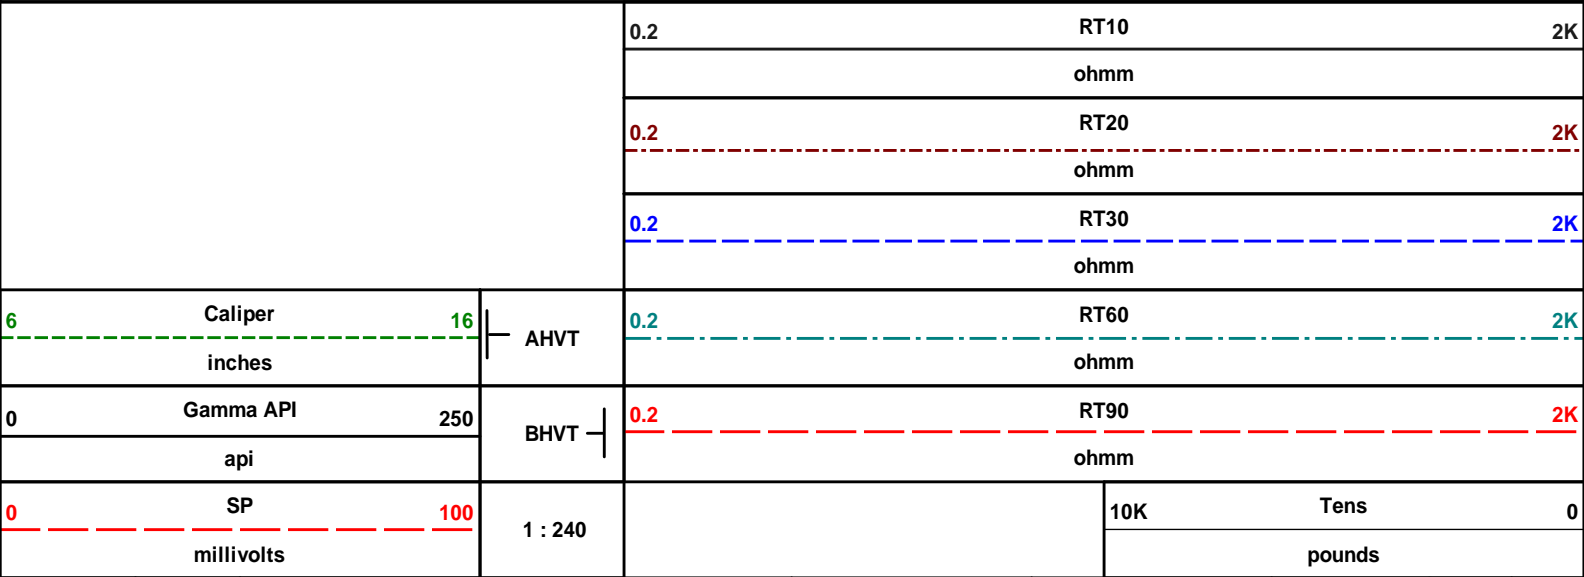 RT10
0.2 2K
ohmm
RT20
0.2 2K
ohmm
RT30
0.2 2K
ohmm
Caliper
6 16
inches
AHVT
RT60
0.2 2K
ohmm
Gamma API
0 250
api
BHVT
RT90
0.2 2K
ohmm
SP
0 100
millivolts
1 : 240
Tens
10K 0
pounds